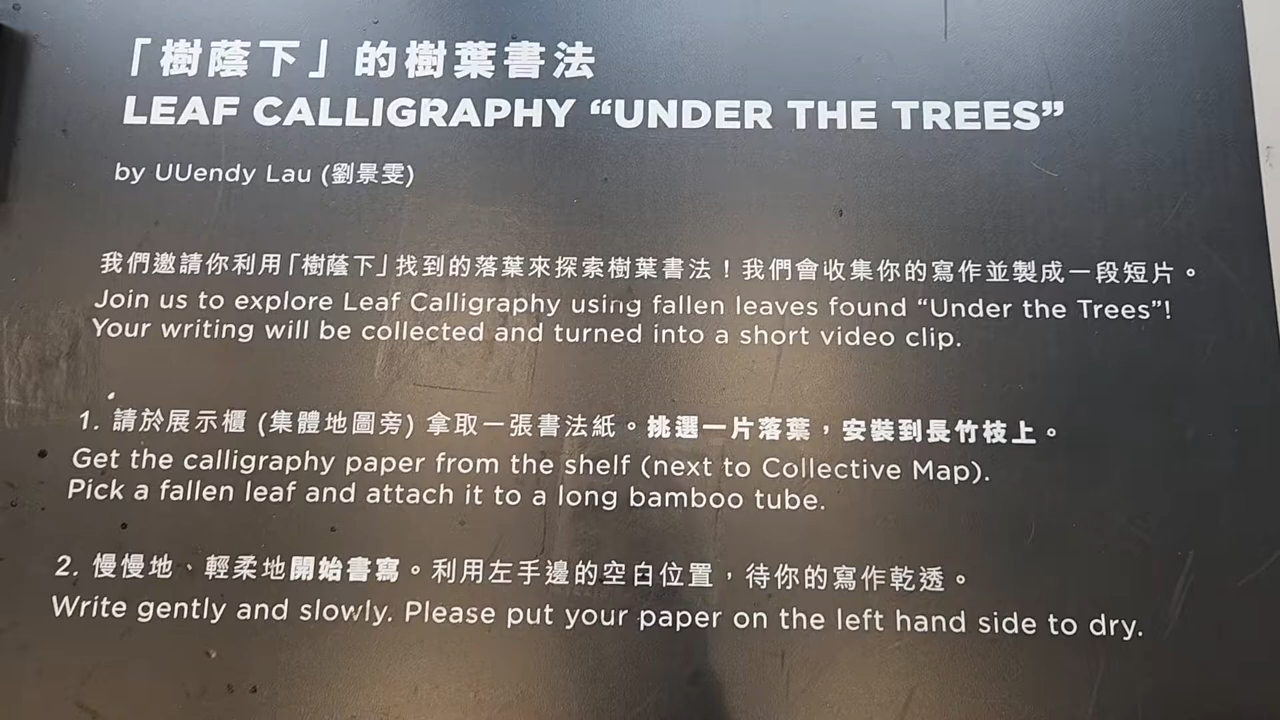 「樹蔭下」的樹葉書法
LEAF CALLIGRAPHY “UNDER THE TREES”
by UUendy Lau (劉景雯)
我們邀請你利用「樹蔭下」找到的落葉來探索樹葉書法！我們會收集你的寫作並製成一段短片。
Join us to explore Leaf Calligraphy using fallen leaves found “Under the Trees”!
Your writing will be collected and turned into a short video clip.
1. 請於展示櫃 (集體地圖旁) 拿取一張書法紙。挑選一片落葉，安裝到長竹枝上。
Get the calligraphy paper from the shelf (next to Collective Map).
Pick a fallen leaf and attach it to a long bamboo tube.
2. 慢慢地、輕柔地開始書寫。利用左手邊的空白位置，待你的寫作乾透。
Write gently and slowly. Please put your paper on the left hand side to dry.